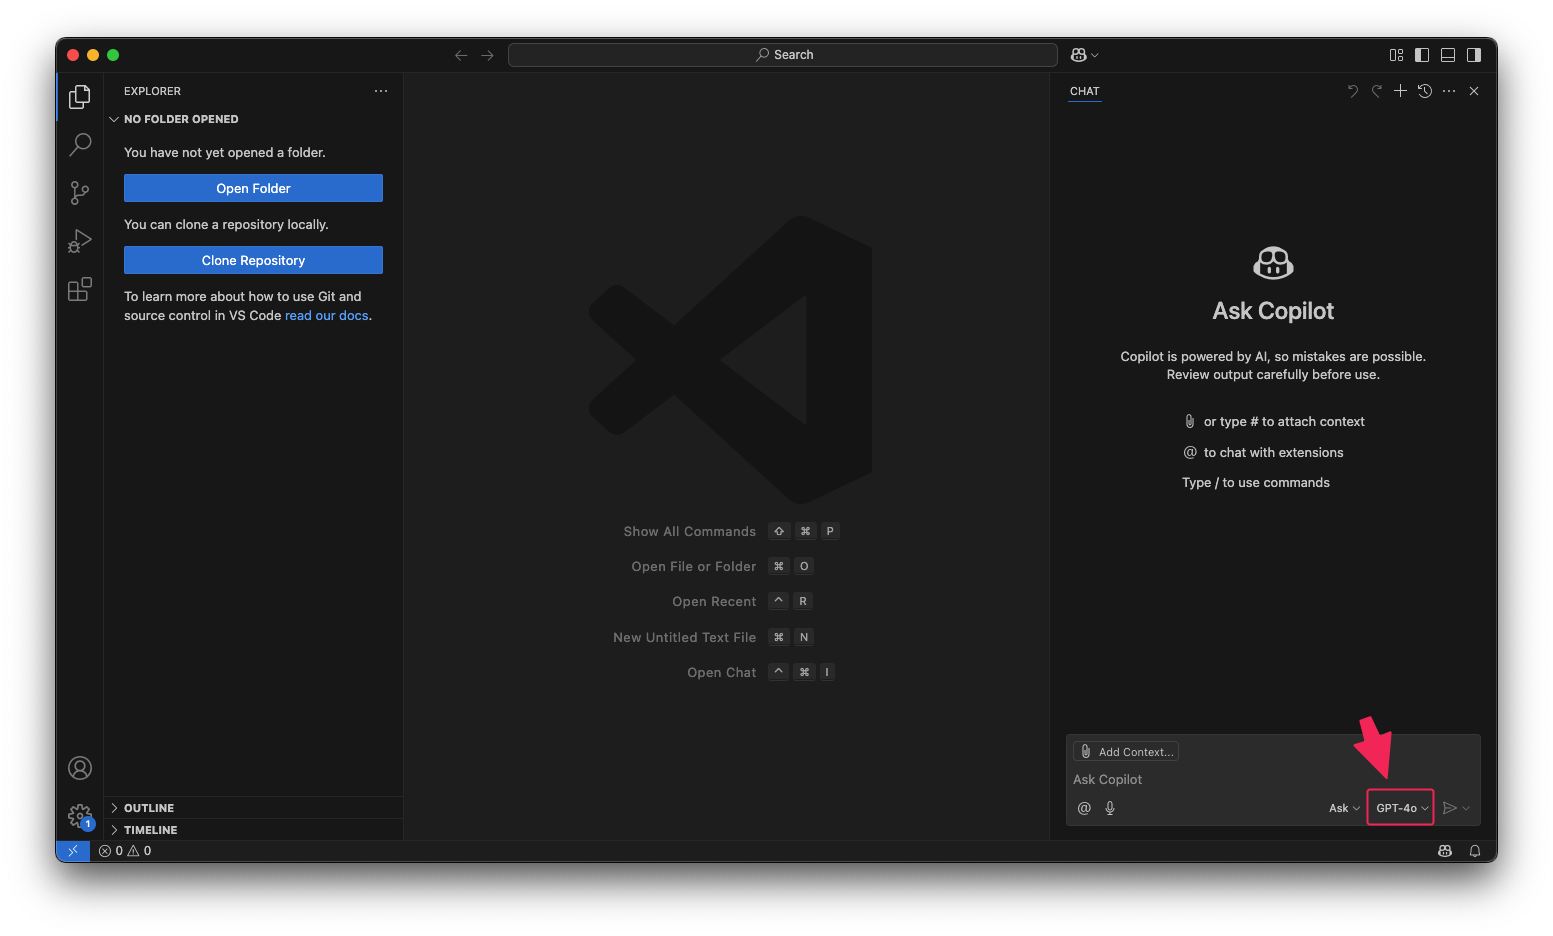 Search
EXPLORER
NO FOLDER OPENED
You have not yet opened a folder.
Open Folder
You can clone a repository locally.
Clone Repository
To learn more about how to use Git and
source control in VS Code read our docs.
OUTLINE
TIMELINE
1
0 0
Show All Commands ⇧ ⌘ P
Open File or Folder ⌘ O
Open Recent ^ R
New Untitled Text File ⌘ N
Open Chat ^ ⌘ I
CHAT
Ask Copilot
Copilot is powered by AI, so mistakes are possible.
Review output carefully before use.
or type # to attach context
@ to chat with extensions
Type / to use commands
Add Context...
Ask Copilot
@ Ask GPT-4o